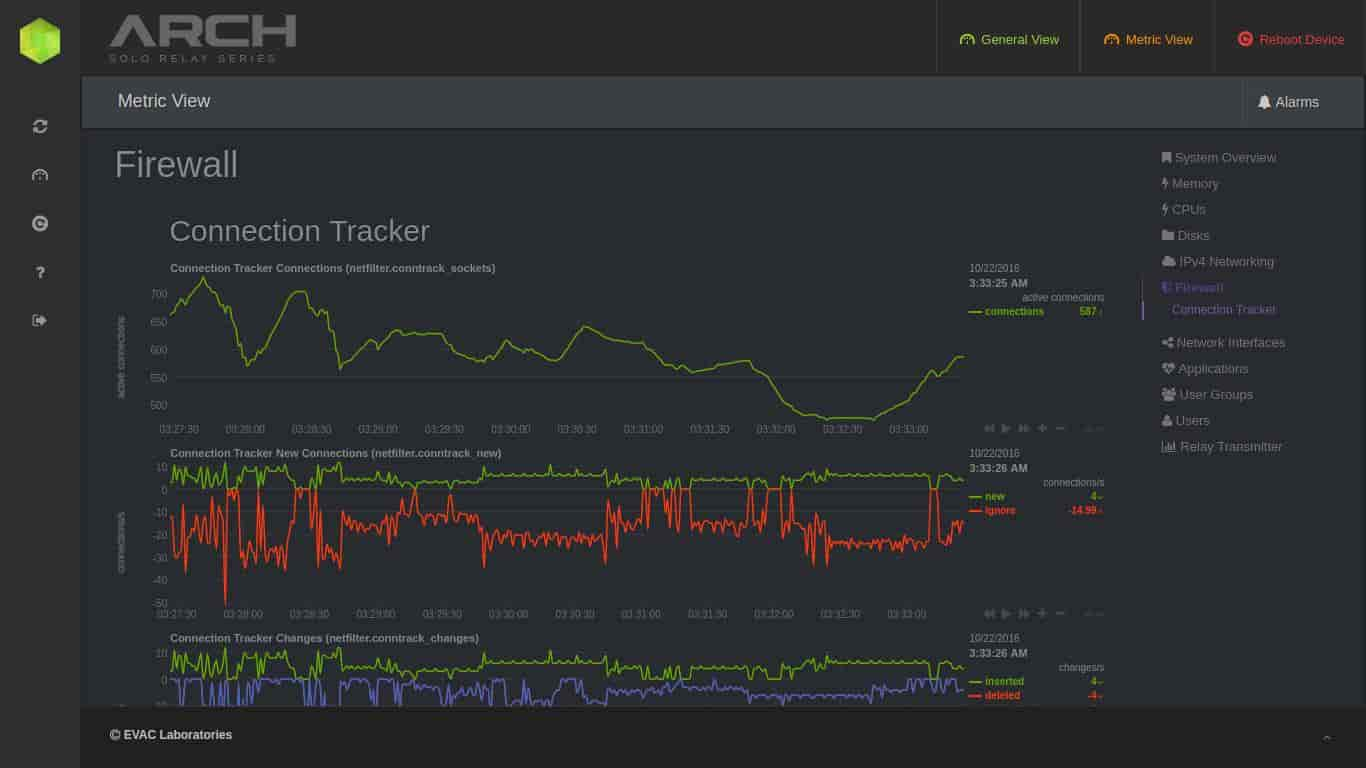 ARCH
SOLO RELAY SERIES
General View
Metric View
Reboot Device
Metric View
Alarms
Firewall
Connection Tracker
Connection Tracker Connections (netfilter.conntrack_sockets)
active connections
700
650
600
550
500
03:27:30 03:28:00 03:28:30 03:29:00 03:29:30 03:30:00 03:30:30 03:31:00 03:31:30 03:32:00 03:32:30 03:33:00
10/22/2016
3:33:25 AM
active connections
connections 587
Connection Tracker New Connections (netfilter.conntrack_new)
connections/s
10
0
-10
-20
-30
-40
-50
03:27:30 03:28:00 03:28:30 03:29:00 03:29:30 03:30:00 03:30:30 03:31:00 03:31:30 03:32:00 03:32:30 03:33:00
10/22/2016
3:33:26 AM
connections/s
new 4
ignore -14.99
Connection Tracker Changes (netfilter.conntrack_changes)
10
0
10/22/2016
3:33:26 AM
changes/s
inserted 4
deleted -4
System Overview
Memory
CPUs
Disks
IPv4 Networking
Firewall
Connection Tracker
Network Interfaces
Applications
User Groups
Users
Relay Transmitter
© EVAC Laboratories